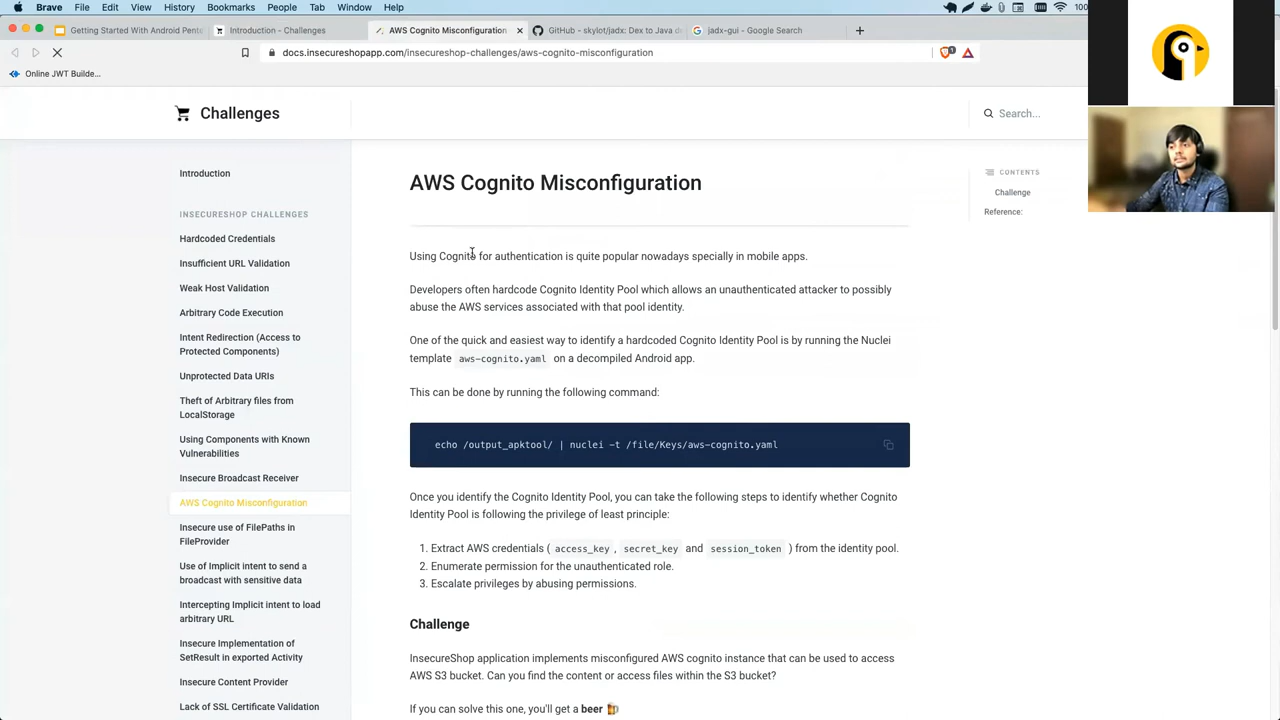 Brave File Edit View History Bookmarks People Tab Window Help 100
Getting Started With Android Pent
Introduction - Challenges
AWS Cognito Misconfiguration
GitHub - skylot/jadx: Dex to Java d
jadx-gui - Google Search
docs.insecureshopapp.com/insecureshop-challenges/aws-cognito-misconfiguration
1
Online JWT Builde...
Challenges
Search...
Introduction
INSECURESHOP CHALLENGES
Hardcoded Credentials
Insufficient URL Validation
Weak Host Validation
Arbitrary Code Execution
Intent Redirection (Access to
Protected Components)
Unprotected Data URIs
Theft of Arbitrary files from
LocalStorage
Using Components with Known
Vulnerabilities
Insecure Broadcast Receiver
AWS Cognito Misconfiguration
Insecure use of FilePaths in
FileProvider
Use of Implicit intent to send a
broadcast with sensitive data
Intercepting Implicit intent to load
arbitrary URL
Insecure Implementation of
SetResult in exported Activity
Insecure Content Provider
Lack of SSL Certificate Validation
AWS Cognito Misconfiguration
Using Cognito for authentication is quite popular nowadays specially in mobile apps.
Developers often hardcode Cognito Identity Pool which allows an unauthenticated attacker to possibly
abuse the AWS services associated with that pool identity.
One of the quick and easiest way to identify a hardcoded Cognito Identity Pool is by running the Nuclei
template aws-cognito.yaml on a decompiled Android app.
This can be done by running the following command:
echo /output_apktool/ | nuclei -t /file/Keys/aws-cognito.yaml
Once you identify the Cognito Identity Pool, you can take the following steps to identify whether Cognito
Identity Pool is following the privilege of least principle:
1. Extract AWS credentials ( access_key , secret_key and session_token ) from the identity pool.
2. Enumerate permission for the unauthenticated role.
3. Escalate privileges by abusing permissions.
Challenge
InsecureShop application implements misconfigured AWS cognito instance that can be used to access
AWS S3 bucket. Can you find the content or access files within the S3 bucket?
If you can solve this one, you'll get a beer 🍻
CONTENTS
Challenge
Reference: